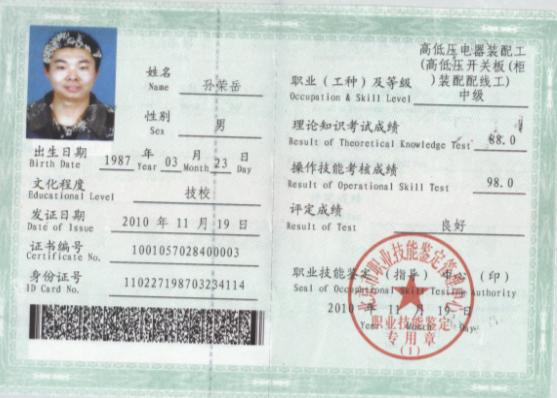 姓名
Name 孙荣岳
性别
Sex 男
出生日期
Birth Date 1987 年 Year 03 月 Month 23 日 Day
文化程度
Educational Level 技校
发证日期
Date of Issue 2010 年 11 月 19 日
证书编号
Certificate No. 1001057028400003
身份证号
ID Card No. 110227198703234114
高低压电器装配工
(高低压开关板(柜
)装配配线工)
职业（工种）及等级
Occupation & Skill Level 中级
理论知识考试成绩
Result of Theoretical Knowledge Test 88.0
操作技能考核成绩
Result of Operational Skill Test 98.0
评定成绩
Result of Test 良好
职业技能鉴定（指导）中心（印）
Seal of Occupational Skill Testing Authority
2010 年 11 月 19 日
Year Month Day
职业技能鉴定
专用章
(1)